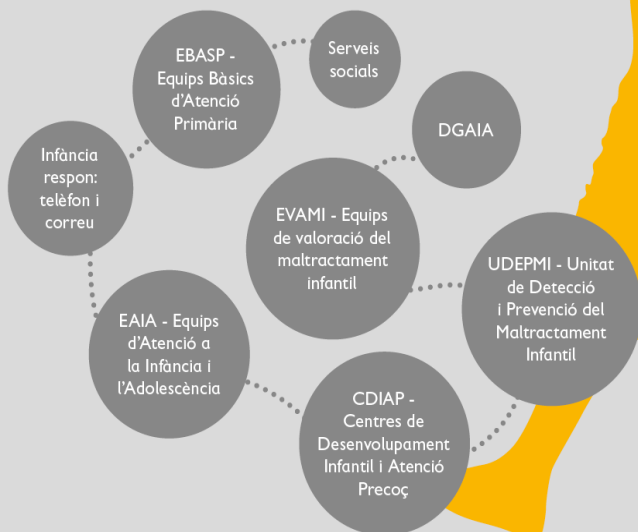 EBASP -
Equips Bàsics
d'Atenció
Primària
Serveis
socials
DGAIA
Infància
respon:
telèfon i
correu
EVAMI - Equips
de valoració del
maltractament
infantil
UDEPMI - Unitat
de Detecció
i Prevenció del
Maltractament
Infantil
EAIA - Equips
d'Atenció a
la Infància i
l'Adolescència
CDIAP -
Centres de
Desenvolupament
Infantil i Atenció
Precoç